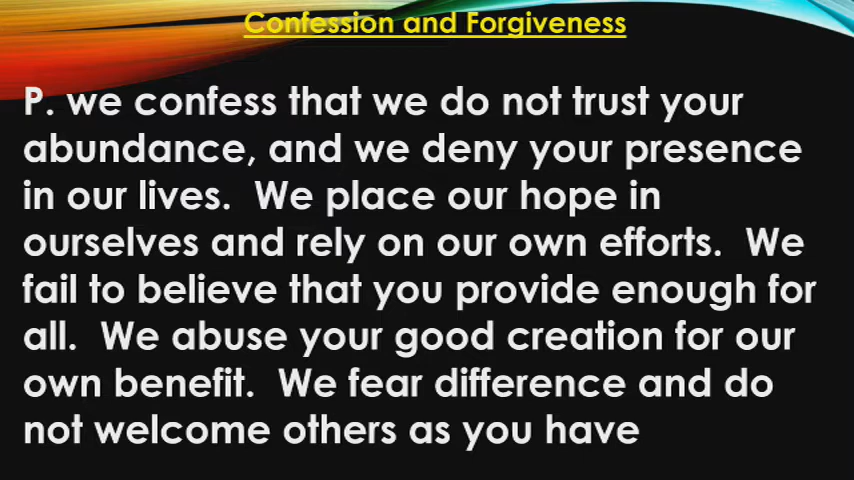 Confession and Forgiveness
P. we confess that we do not trust your
abundance, and we deny your presence
in our lives.  We place our hope in
ourselves and rely on our own efforts.  We
fail to believe that you provide enough for
all.  We abuse your good creation for our
own benefit.  We fear difference and do
not welcome others as you have